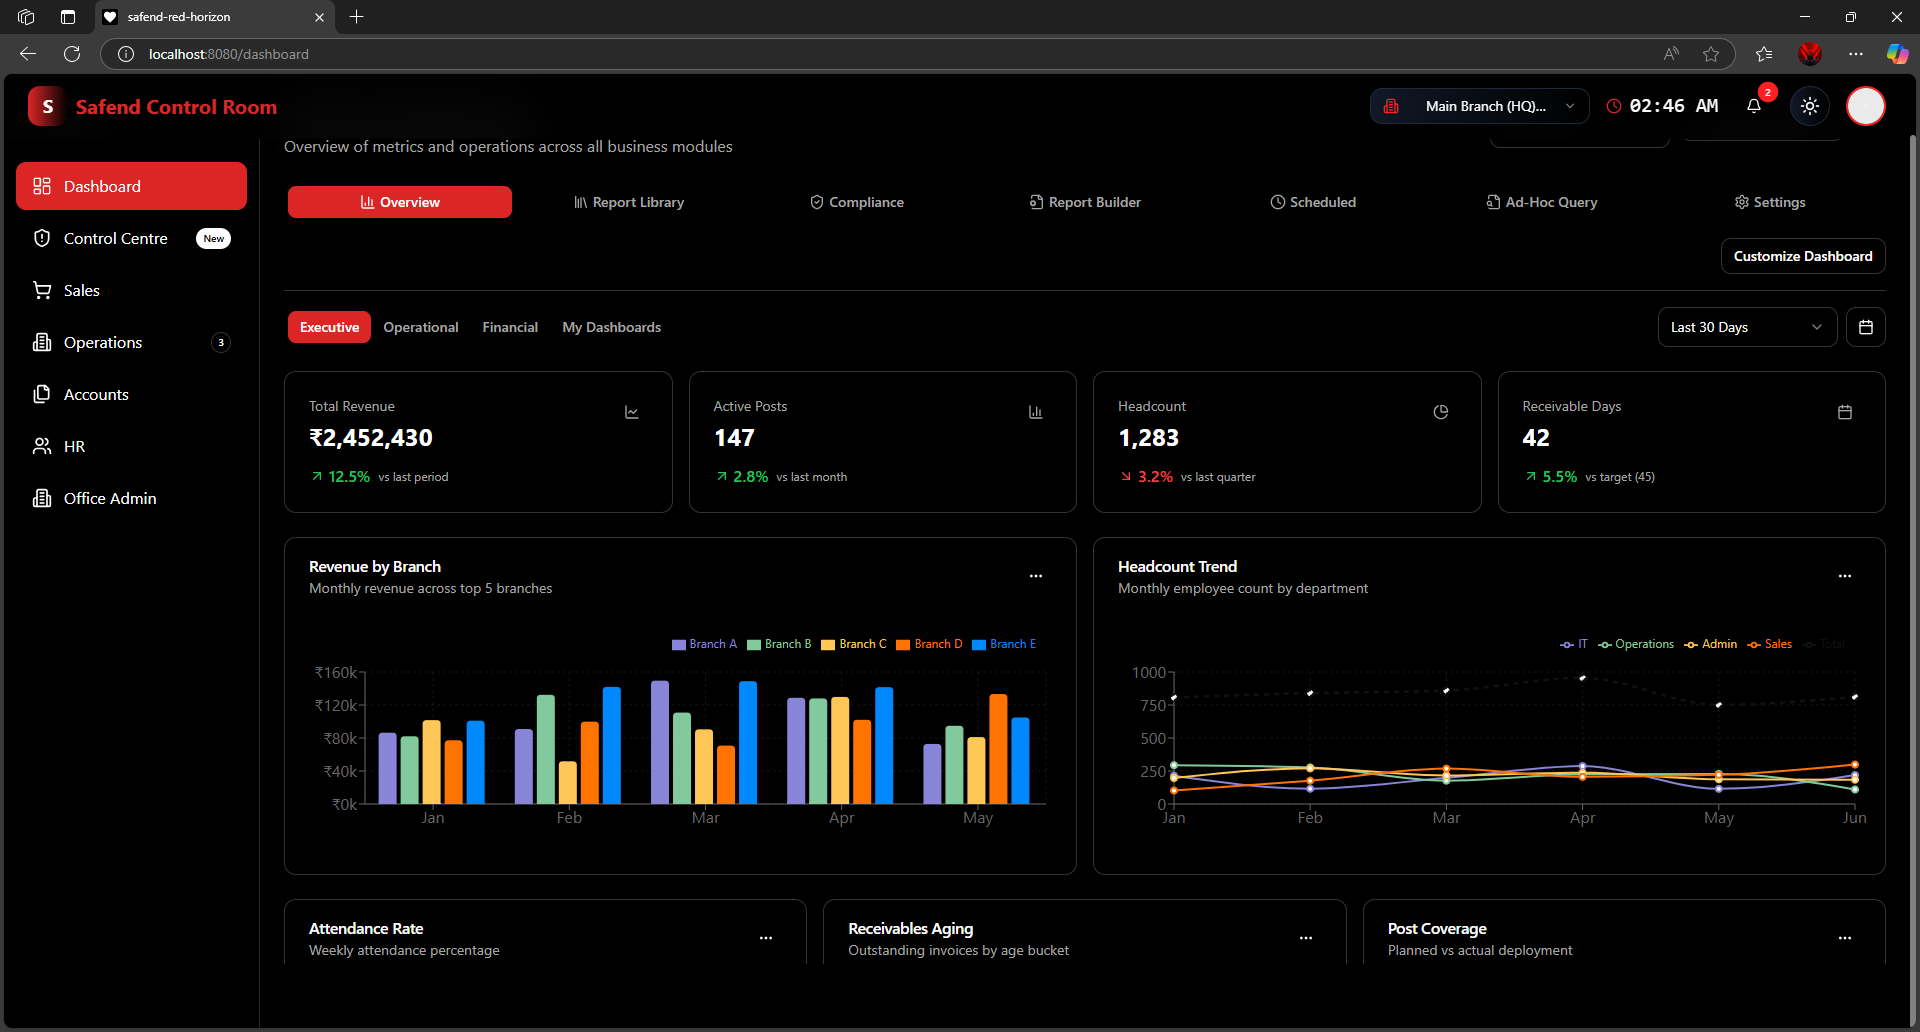 safend-red-horizon
localhost:8080/dashboard
S Safend Control Room
Main Branch (HQ)...
02:46 AM
2
Overview of metrics and operations across all business modules
Dashboard
Control Centre New
Sales
Operations 3
Accounts
HR
Office Admin
Overview Report Library Compliance Report Builder Scheduled Ad-Hoc Query Settings
Customize Dashboard
Executive Operational Financial My Dashboards
Last 30 Days
Total Revenue
₹2,452,430
12.5% vs last period
Active Posts
147
2.8% vs last month
Headcount
1,283
3.2% vs last quarter
Receivable Days
42
5.5% vs target (45)
Revenue by Branch
Monthly revenue across top 5 branches
Branch A Branch B Branch C Branch D Branch E
₹160k
₹120k
₹80k
₹40k
₹0k
Jan Feb Mar Apr May
Headcount Trend
Monthly employee count by department
IT Operations Admin Sales Total
1000
750
500
250
0
Jan Feb Mar Apr May Jun
Attendance Rate
Weekly attendance percentage
Receivables Aging
Outstanding invoices by age bucket
Post Coverage
Planned vs actual deployment